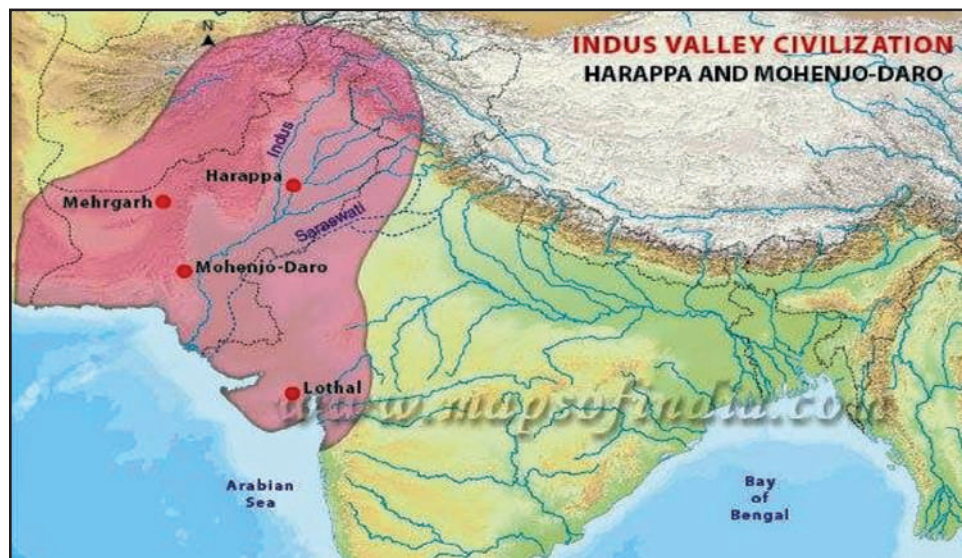 N
INDUS VALLEY CIVILIZATION
HARAPPA AND MOHENJO-DARO
Indus
Harappa
Mehrgarh
Saraswati
Mohenjo-Daro
Lothal
www.mapsofindia.com
Arabian
Sea
Bay
of
Bengal